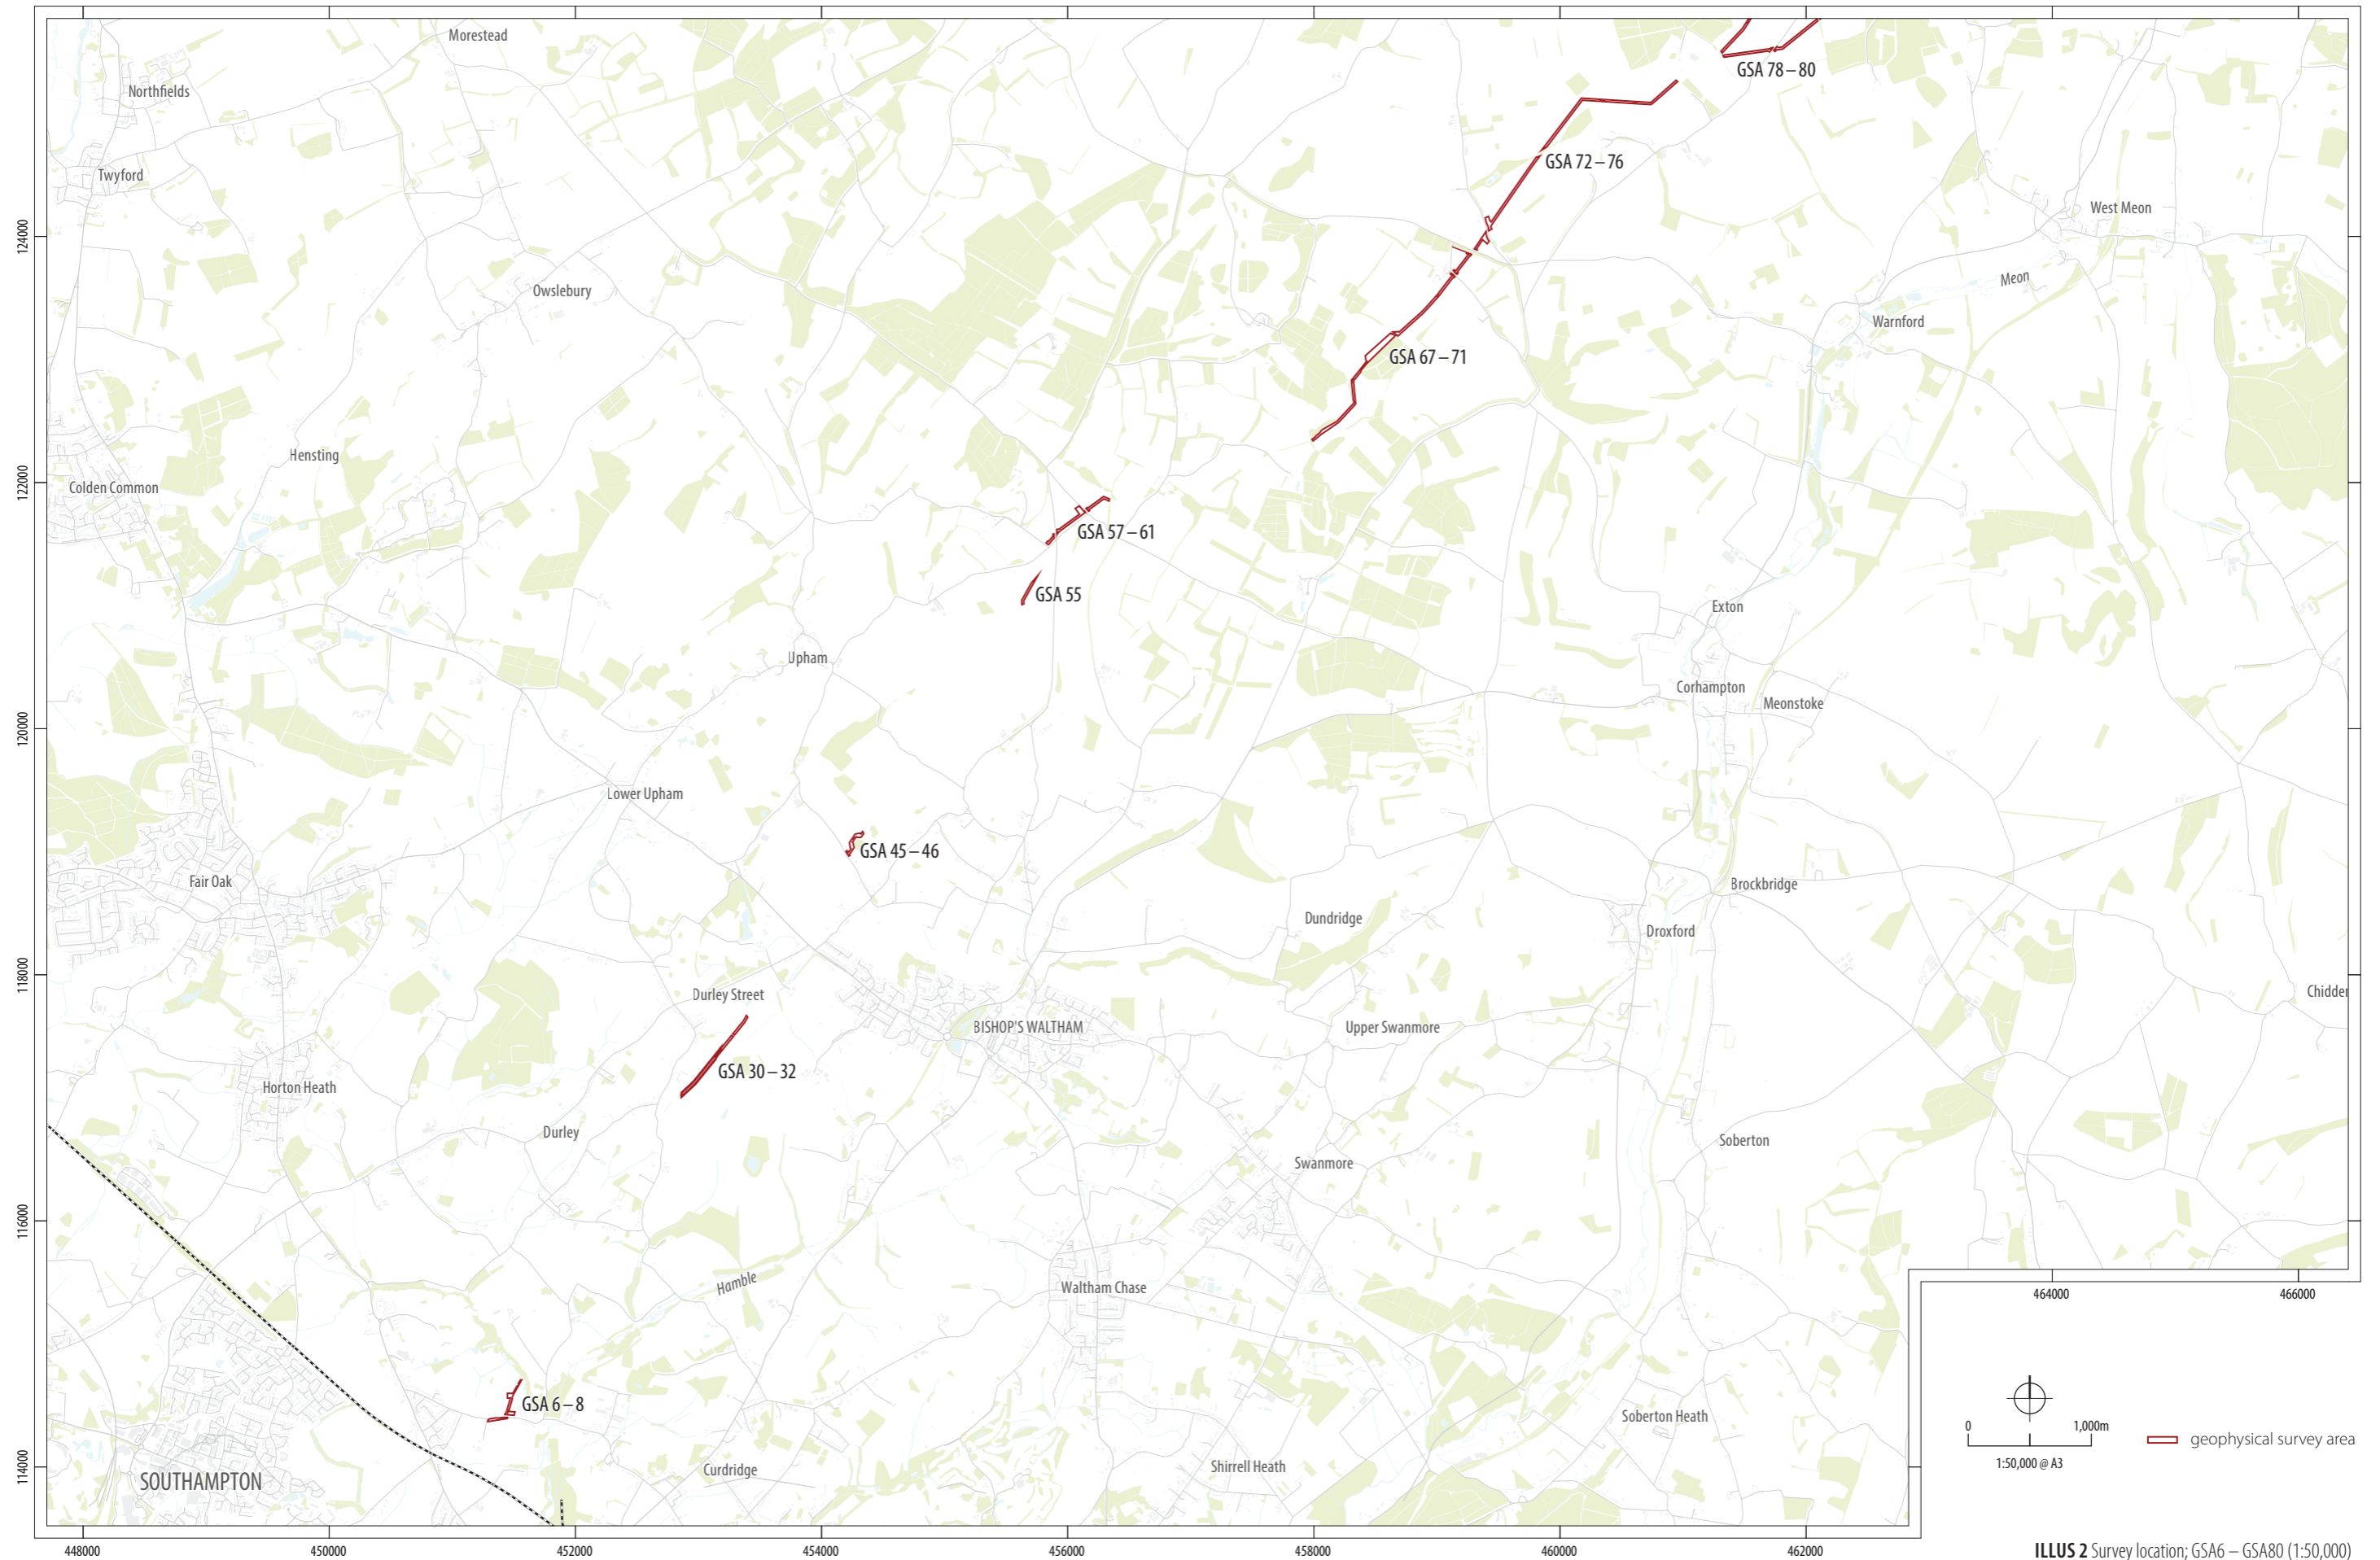 Morestead
GSA 78 – 80
Northfields
GSA 72 – 76
Twyford
West Meon
124000
Meon
Owslebury
Warnford
GSA 67 – 71
Hensting
122000
Colden Common
GSA 57 – 61
GSA 55
Exton
Upham
Corhampton
Meonstoke
120000
Lower Upham
GSA 45 – 46
Fair Oak
Brockbridge
Dundridge
Droxford
118000
Durley Street
Chidder
BISHOP'S WALTHAM
Upper Swanmore
GSA 30 – 32
Horton Heath
Durley
Soberton
Swanmore
116000
Hamble
Waltham Chase
464000
466000
GSA 6 – 8
Soberton Heath
0
1,000m
geophysical survey area
1:50,000 @ A3
114000
SOUTHAMPTON
Curdridge
Shirrell Heath
448000
450000
452000
454000
456000
458000
460000
462000
ILLUS 2 Survey location; GSA6 – GSA80 (1:50,000)